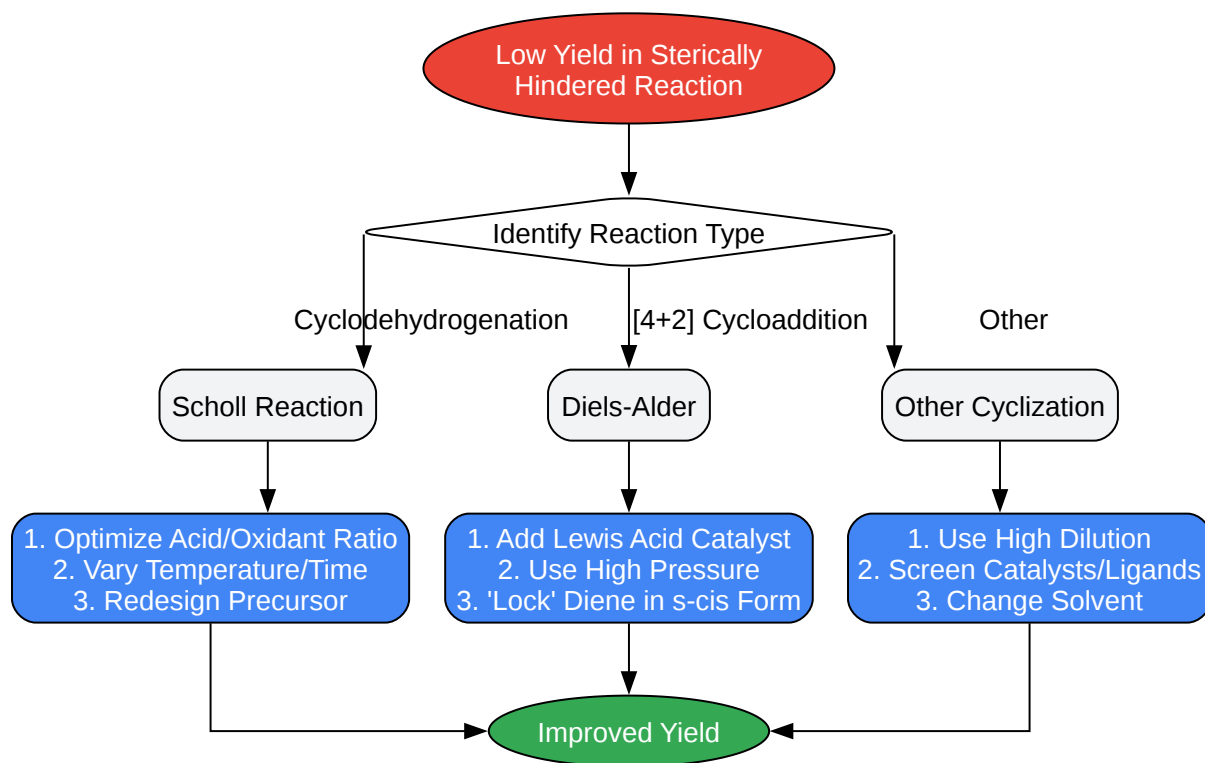 Low Yield in Sterically
Hindered Reaction
Identify Reaction Type
Cyclodehydrogenation
[4+2] Cycloaddition
Other
Scholl Reaction
Diels-Alder
Other Cyclization
1. Optimize Acid/Oxidant Ratio
2. Vary Temperature/Time
3. Redesign Precursor
1. Add Lewis Acid Catalyst
2. Use High Pressure
3. 'Lock' Diene in s-cis Form
1. Use High Dilution
2. Screen Catalysts/Ligands
3. Change Solvent
Improved Yield